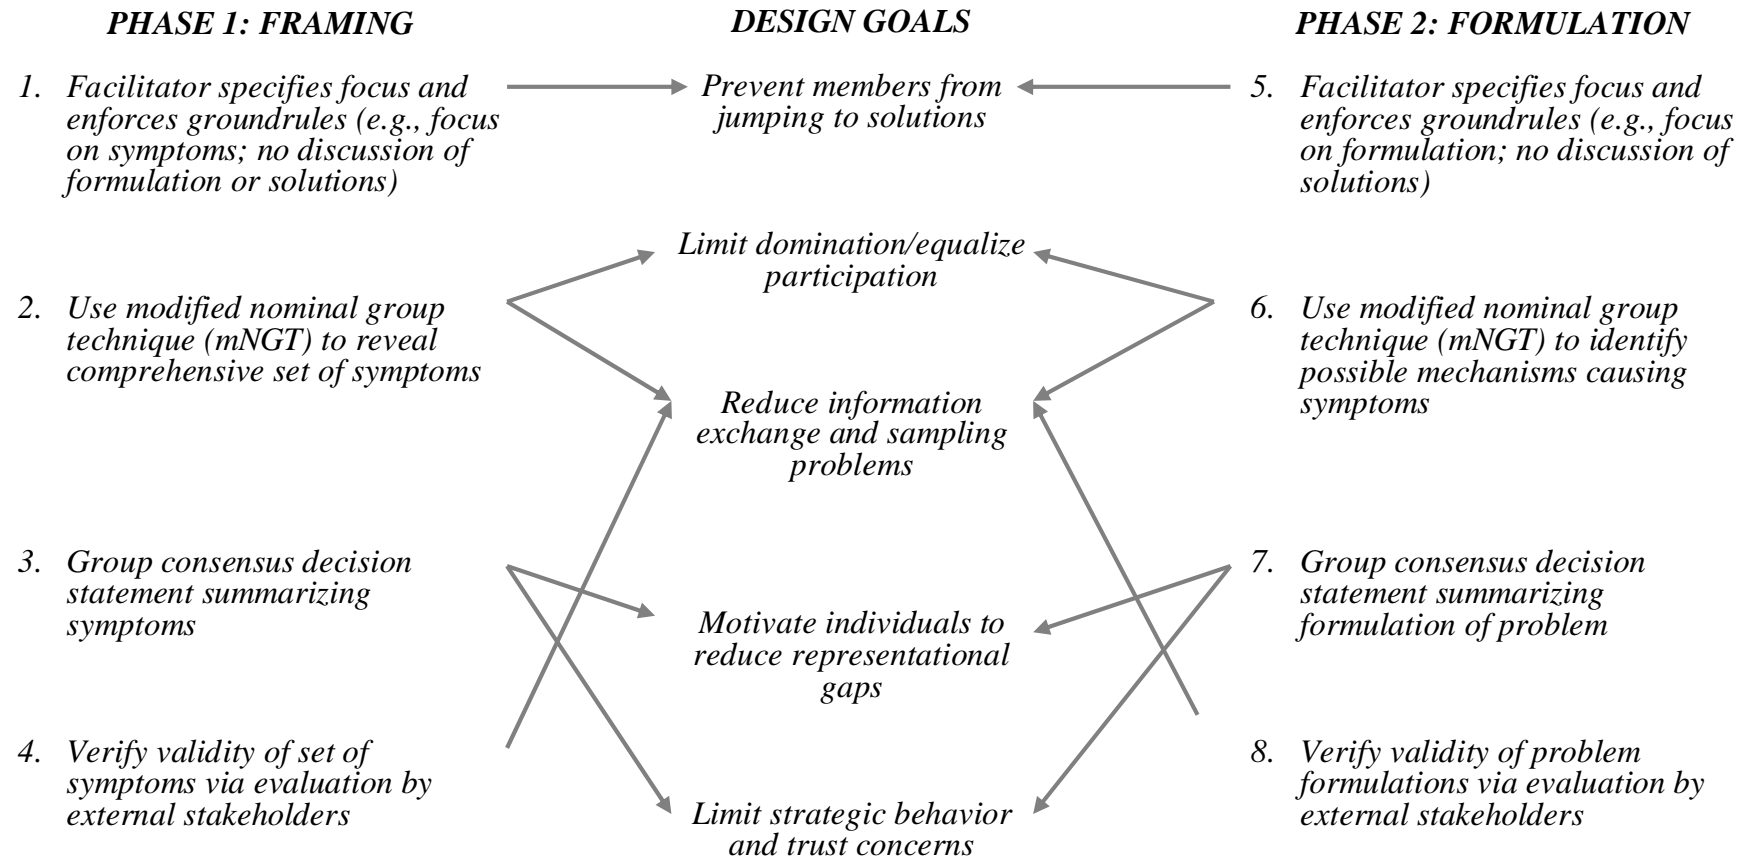 PHASE 1: FRAMING
1. Facilitator specifies focus and
enforces groundrules (e.g., focus
on symptoms; no discussion of
formulation or solutions)
2. Use modified nominal group
technique (mNGT) to reveal
comprehensive set of symptoms
3. Group consensus decision
statement summarizing
symptoms
4. Verify validity of set of
symptoms via evaluation by
external stakeholders
DESIGN GOALS
Prevent members from
jumping to solutions
Limit domination/equalize
participation
Reduce information
exchange and sampling
problems
Motivate individuals to
reduce representational
gaps
Limit strategic behavior
and trust concerns
PHASE 2: FORMULATION
5. Facilitator specifies focus and
enforces groundrules (e.g., focus
on formulation; no discussion of
solutions)
6. Use modified nominal group
technique (mNGT) to identify
possible mechanisms causing
symptoms
7. Group consensus decision
statement summarizing
formulation of problem
8. Verify validity of problem
formulations via evaluation by
external stakeholders